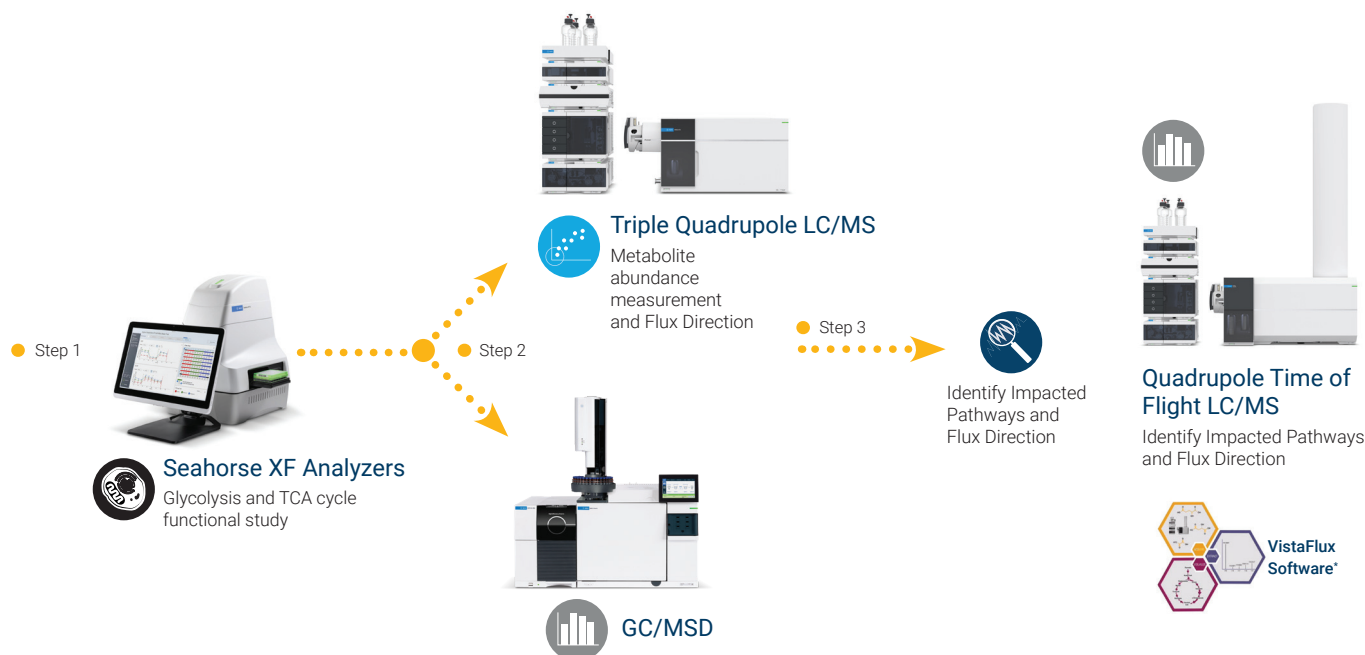 Step 1
Seahorse XF Analyzers
Glycolysis and TCA cycle
functional study
Step 2
Triple Quadrupole LC/MS
Metabolite
abundance
measurement
and Flux Direction
GC/MSD
Step 3
Identify Impacted
Pathways and
Flux Direction
Quadrupole Time of
Flight LC/MS
Identify Impacted Pathways
and Flux Direction
VistaFlux
Software*